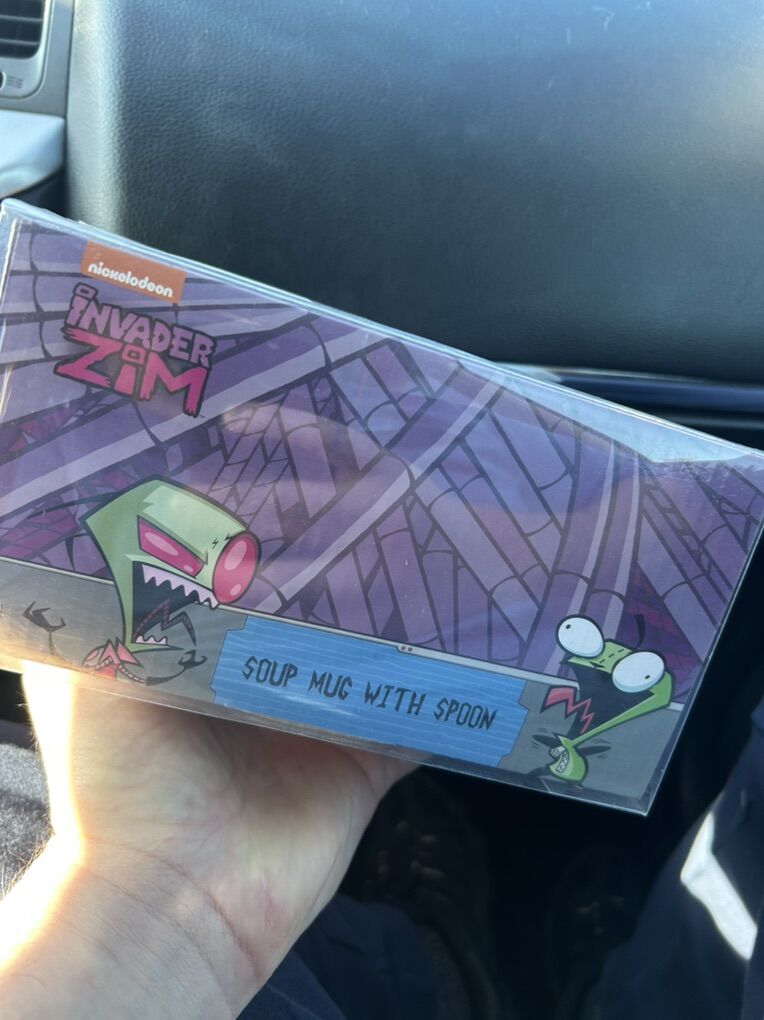 nickelodeon
INVADER
ZIM
SOUP MUG WITH SPOON